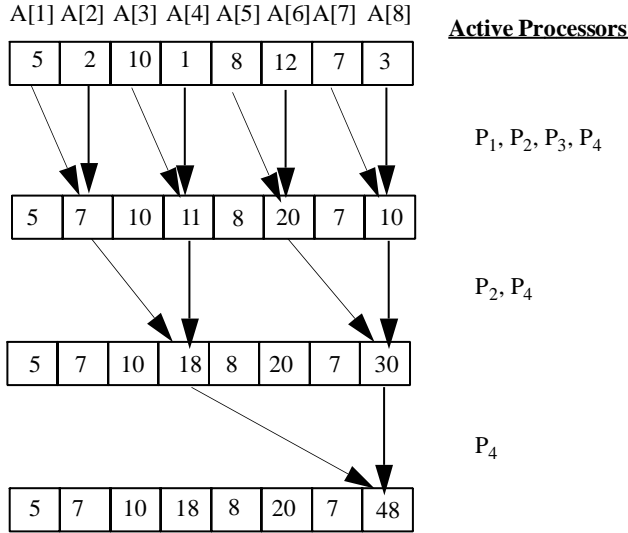 A[1] A[2] A[3] A[4] A[5] A[6] A[7] A[8]
Active Processors
5 2 10 1 8 12 7 3
P1, P2, P3, P4
5 7 10 11 8 20 7 10
P2, P4
5 7 10 18 8 20 7 30
P4
5 7 10 18 8 20 7 48